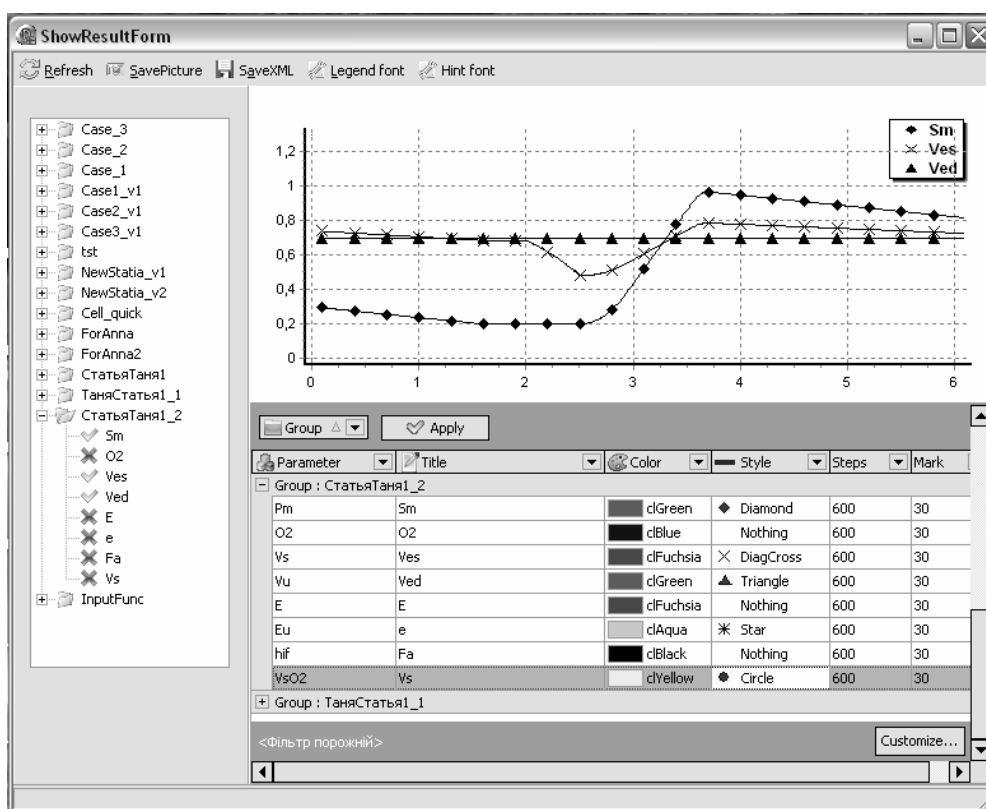 ShowResultForm
Refresh SavePicture SaveXML Legend font Hint font
Case_3
Case_2
Case_1
Case1_v1
Case2_v1
Case3_v1
tst
NewStatia_v1
NewStatia_v2
Cell_quick
ForAnna
ForAnna2
СтатьяТаня1
ТаняСтатья1_1
СтатьяТаня1_2
Sm
O2
Ves
Ved
E
e
Fa
Vs
InputFunc
1,2
1
0,8
0,6
0,4
0,2
0
0 1 2 3 4 5 6
Sm
Ves
Ved
Group Apply
Parameter Title Color Style Steps Mark
Group : СтатьяТаня1_2
Pm Sm clGreen Diamond 600 30
O2 O2 clBlue Nothing 600 30
Vs Ves clFuchsia DiagCross 600 30
Vu Ved clGreen Triangle 600 30
E E clFuchsia Nothing 600 30
Eu e clAqua Star 600 30
hif Fa clBlack Nothing 600 30
VsO2 Vs clYellow Circle 600 30
Group : ТаняСтатья1_1
<Фільтр порожній> Customize...